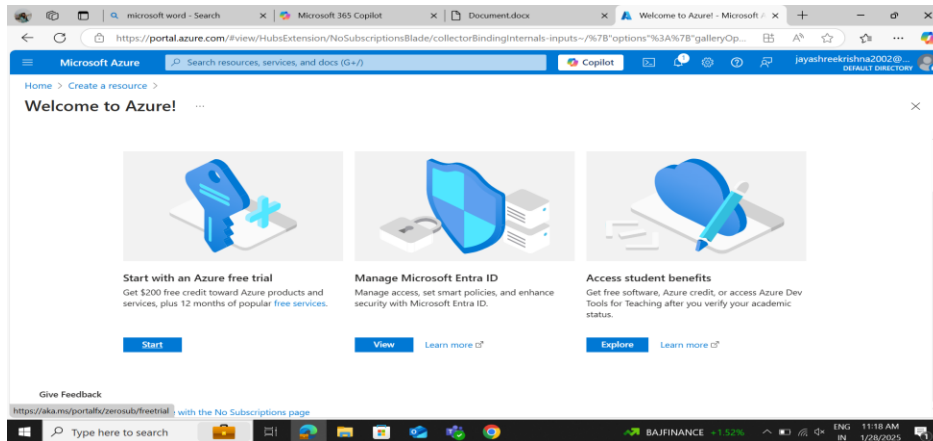 microsoft word - Search
Microsoft 365 Copilot
Document.docx
Welcome to Azure! - Microsoft A
https://portal.azure.com/#view/HubsExtension/NoSubscriptionsBlade/collectorBindingInternals-inputs~/%7B"options"%3A%7B"galleryOp...
Microsoft Azure
Search resources, services, and docs (G+/)
Copilot
1
jayashreekrishna2002@...
DEFAULT DIRECTORY
Home > Create a resource >
Welcome to Azure! ...
Start with an Azure free trial
Get $200 free credit toward Azure products and
services, plus 12 months of popular free services.
Start
Manage Microsoft Entra ID
Manage access, set smart policies, and enhance
security with Microsoft Entra ID.
View
Learn more
Access student benefits
Get free software, Azure credit, or access Azure Dev
Tools for Teaching after you verify your academic
status.
Explore
Learn more
Give Feedback
https://aka.ms/portalfx/zerosub/freetrial
with the No Subscriptions page
Type here to search
BAJFINANCE +1.52%
ENG
IN
11:18 AM
1/28/2025